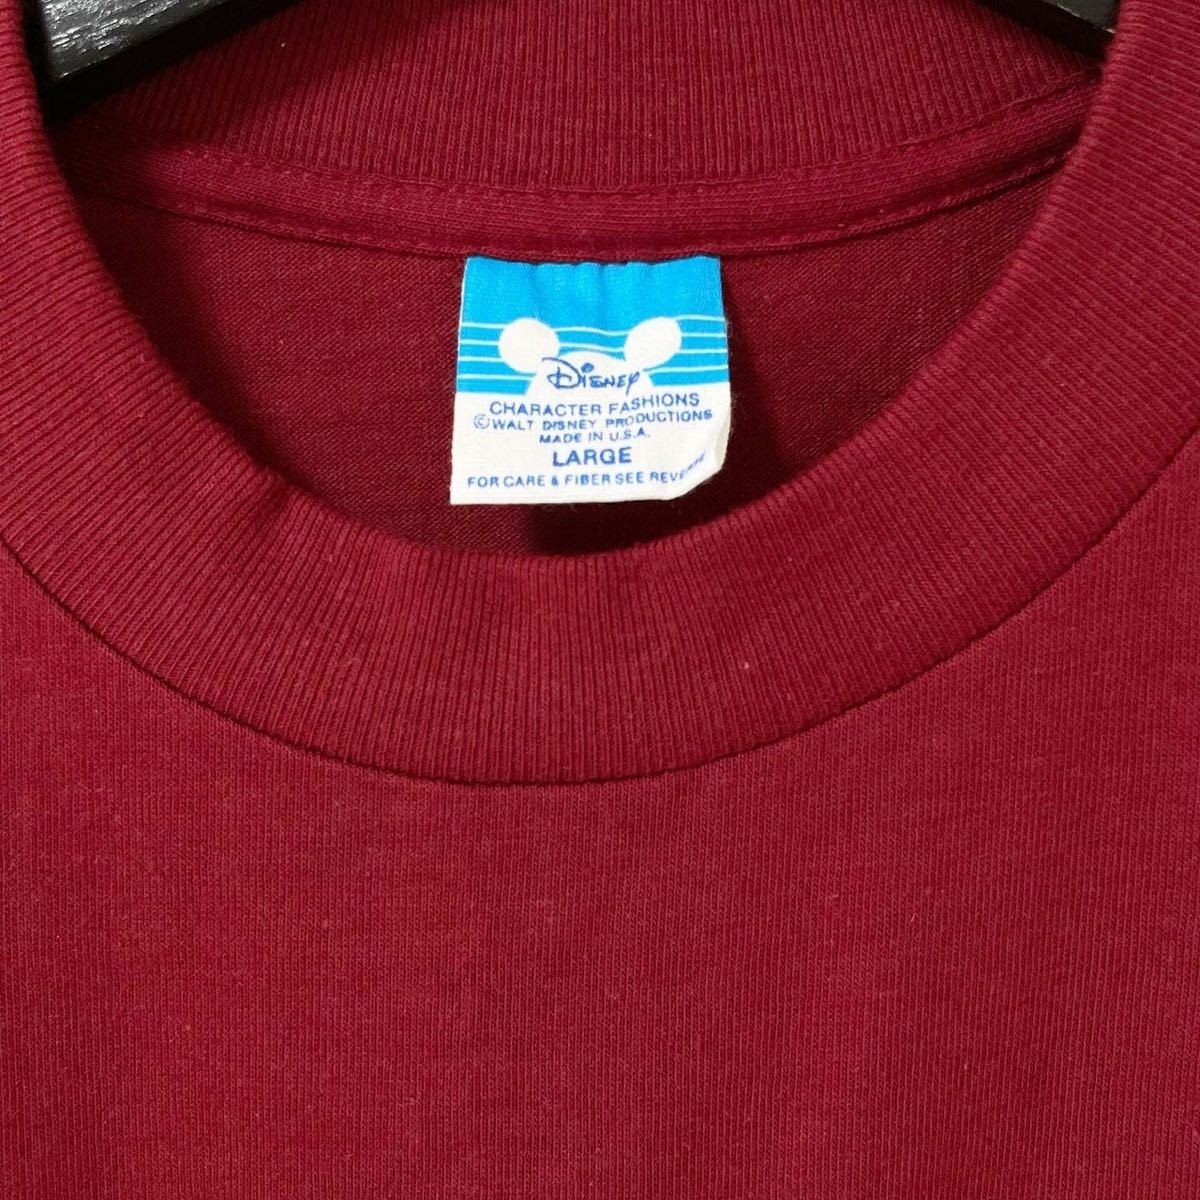 Disney
CHARACTER FASHIONS
©WALT DISNEY PRODUCTIONS
MADE IN U.S.A.
LARGE
FOR CARE & FIBER SEE